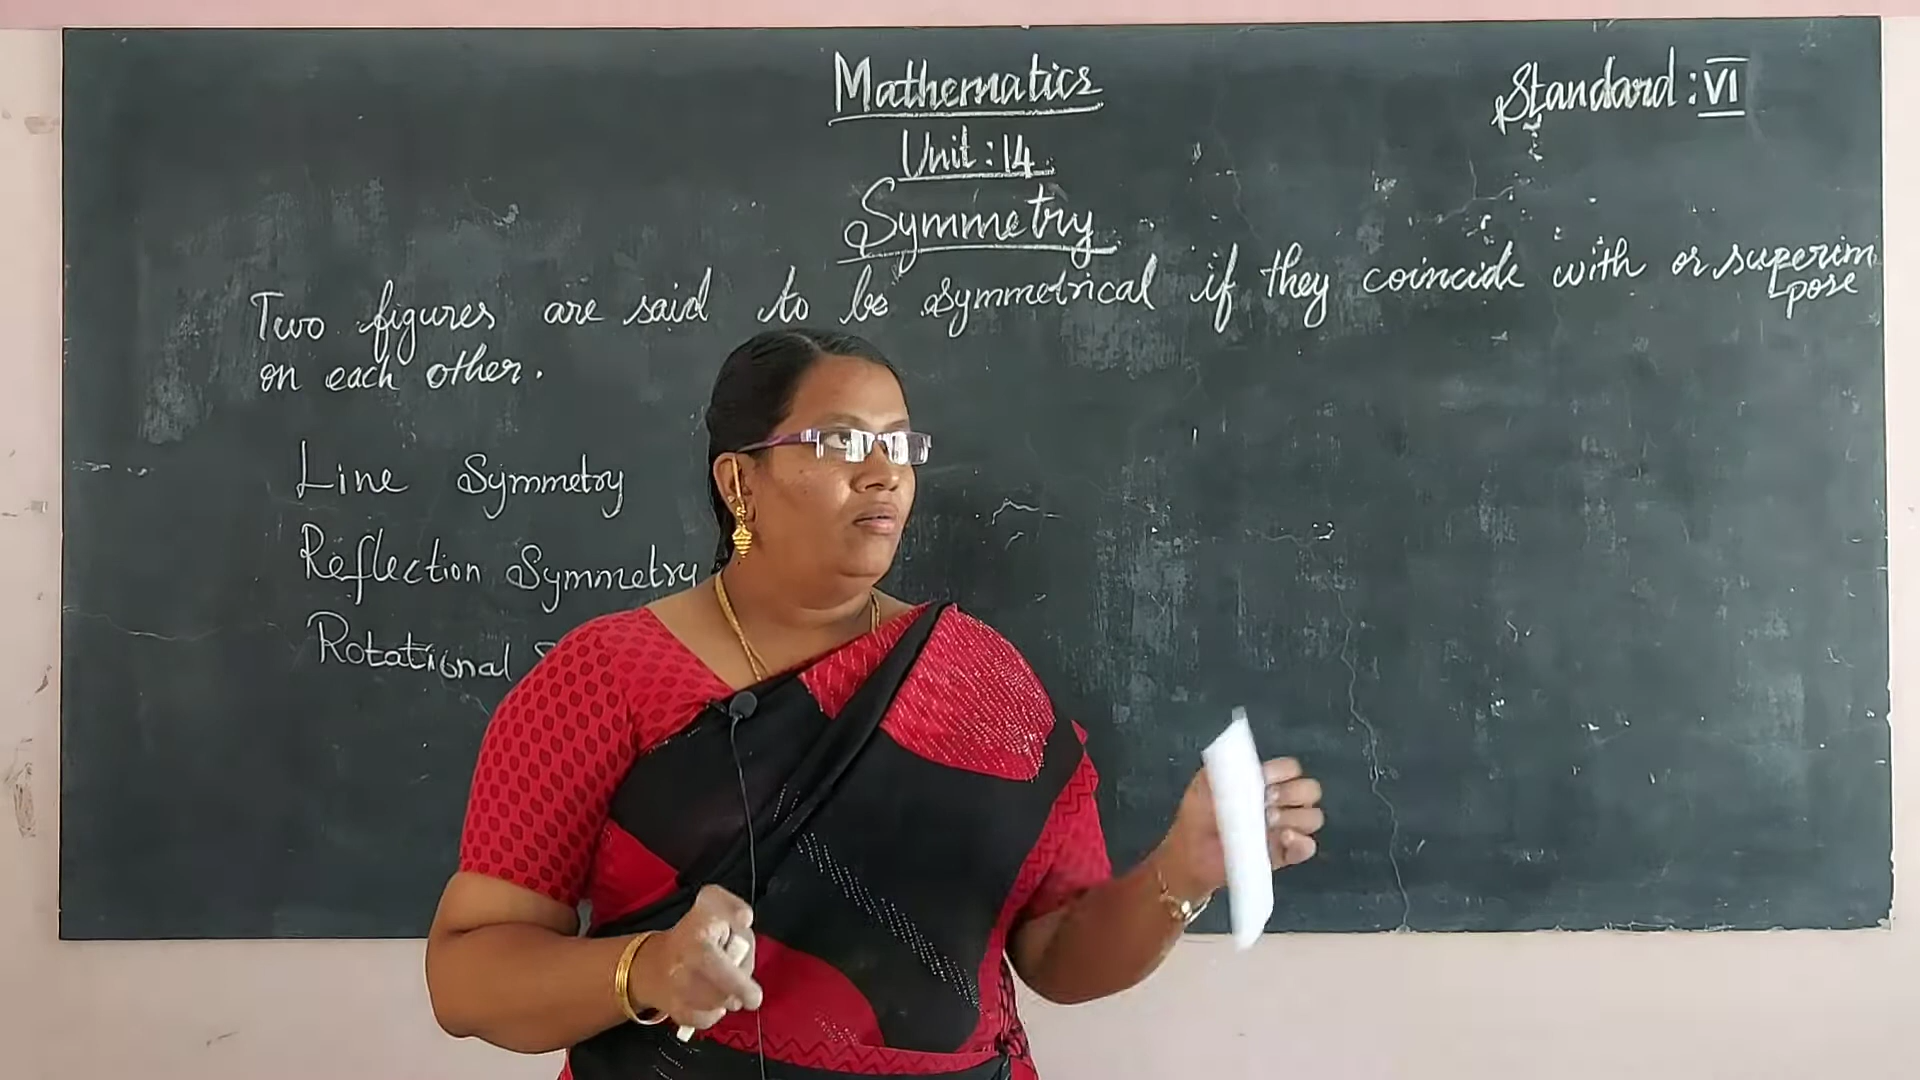 Mathematics
Standard : VI
Unit : 14
Symmetry
Two figures are said to be symmetrical if they coincide with or superim
pose
on each other.
Line Symmetry
Reflection Symmetry
Rotational